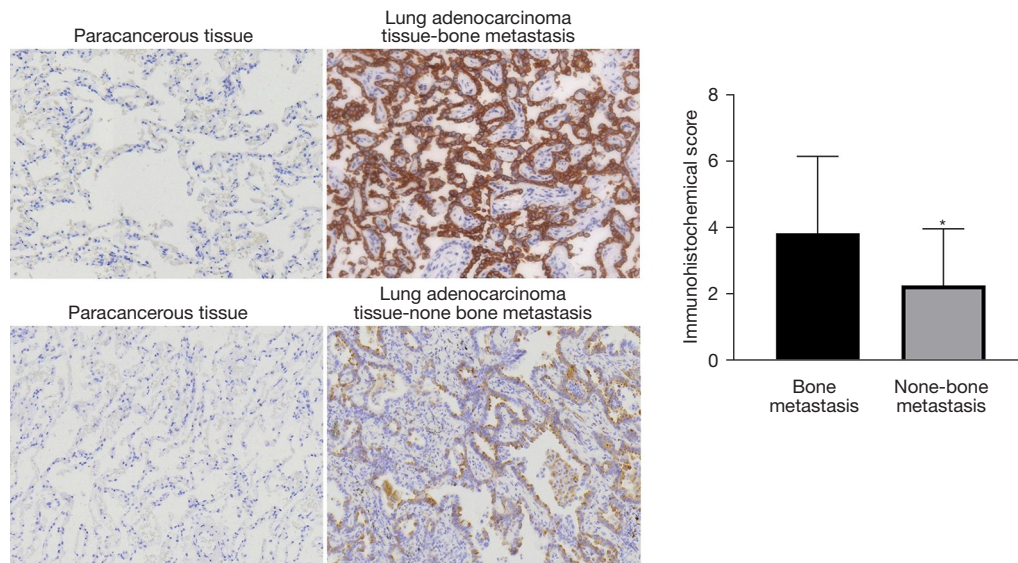 Paracancerous tissue
Lung adenocarcinoma
tissue-bone metastasis
Paracancerous tissue
Lung adenocarcinoma
tissue-none bone metastasis
Immunohistochemical score
8
6
4
2
0
*
Bone
metastasis
None-bone
metastasis